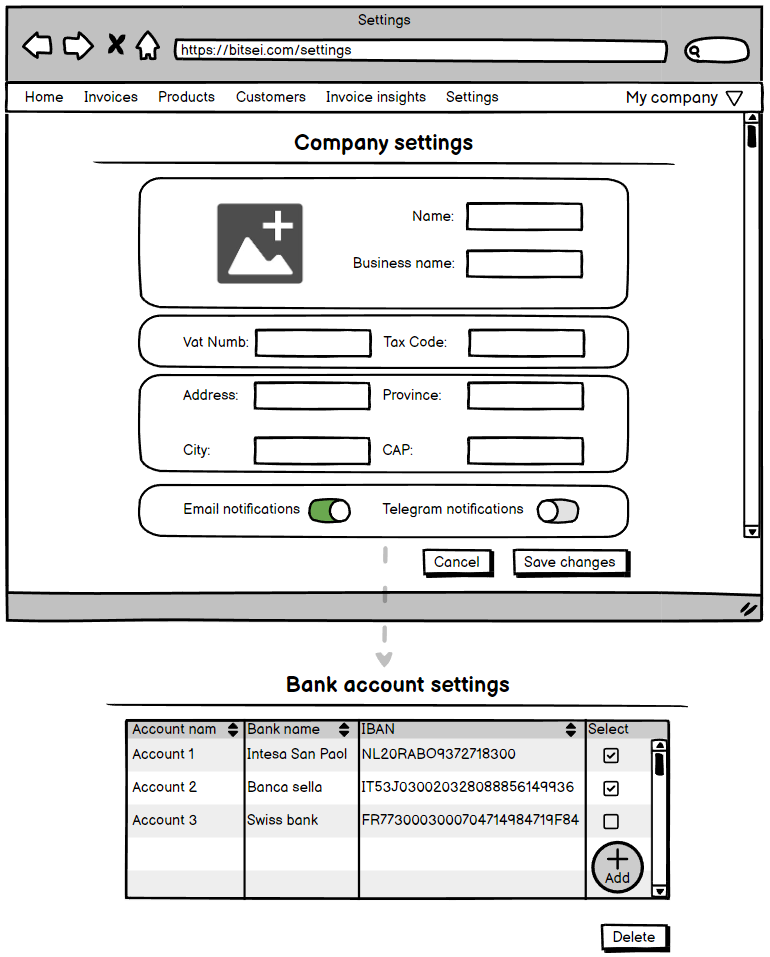 Settings
https://bitsei.com/settings
Home Invoices Products Customers Invoice insights Settings My company
Company settings
Name:
Business name:
Vat Numb: Tax Code:
Address: Province:
City: CAP:
Email notifications Telegram notifications
Cancel Save changes
Bank account settings
Account nam Bank name IBAN Select
Account 1 Intesa San Paol NL20RABO9372718300
Account 2 Banca sella IT53J030020328088856149936
Account 3 Swiss bank FR7730003000704714984719F84
Add
Delete